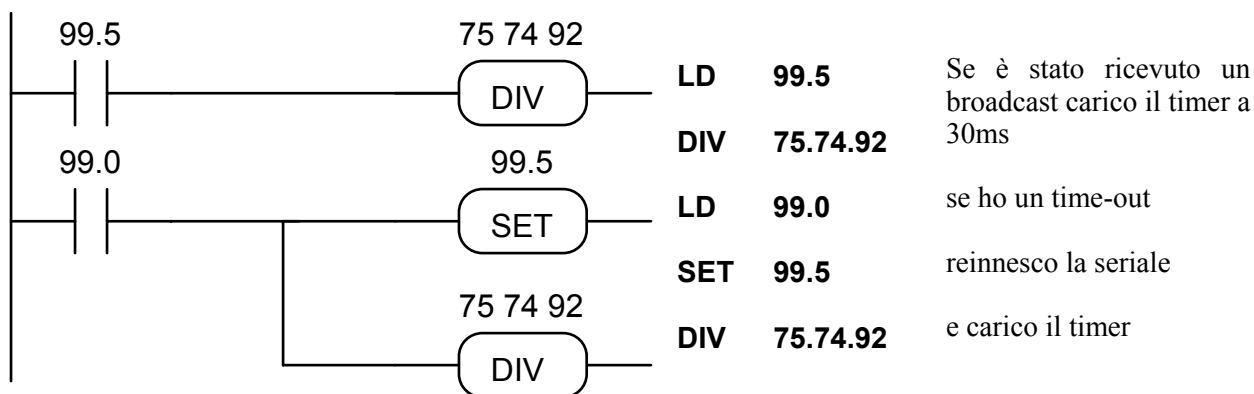 99.5
75 74 92
DIV
99.0
99.5
SET
75 74 92
DIV
LD 99.5
DIV 75.74.92
LD 99.0
SET 99.5
DIV 75.74.92
Se è stato ricevuto un
broadcast carico il timer a
30ms
se ho un time-out
reinnesco la seriale
e carico il timer